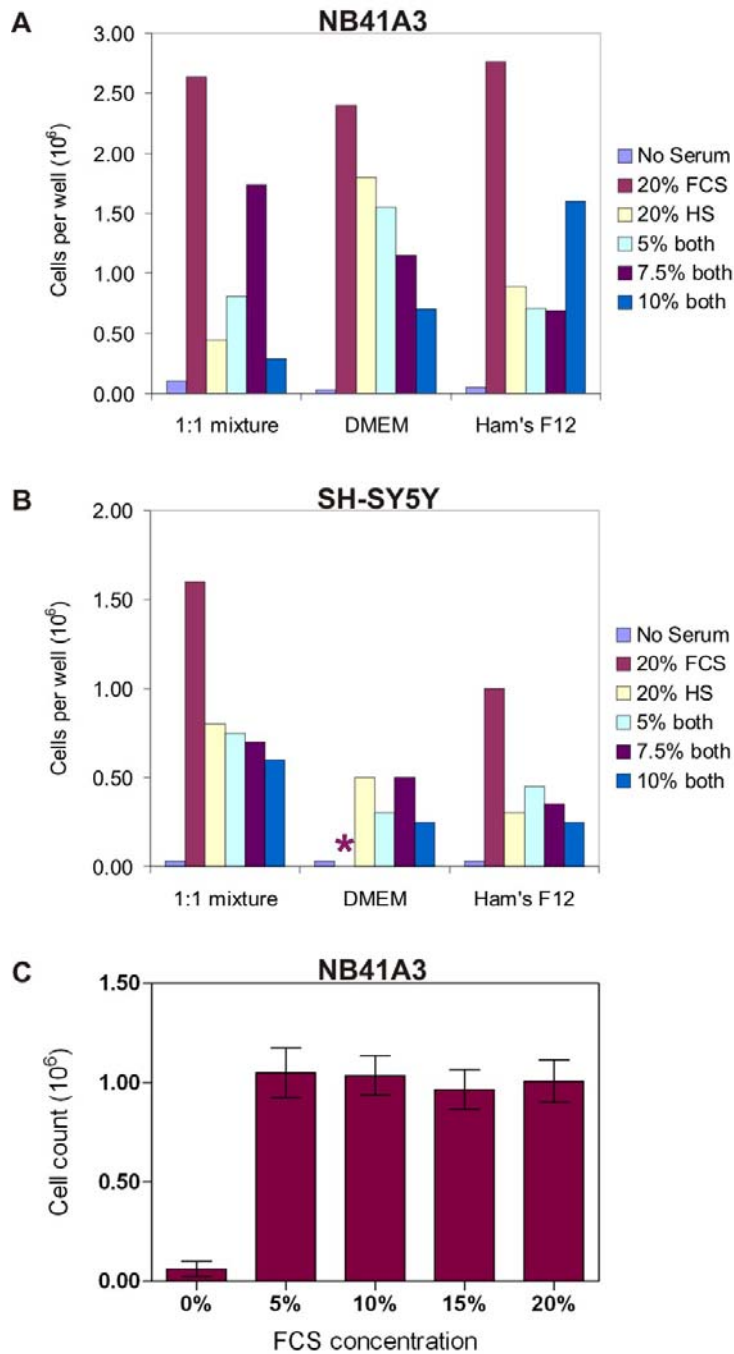 A
NB41A3
3.00
2.50
2.00
1.50
1.00
0.50
0.00
Cells per well (10⁶)
1:1 mixture
DMEM
Ham's F12
No Serum
20% FCS
20% HS
5% both
7.5% both
10% both
B
SH-SY5Y
2.00
1.50
1.00
0.50
0.00
Cells per well (10⁶)
*
1:1 mixture
DMEM
Ham's F12
No Serum
20% FCS
20% HS
5% both
7.5% both
10% both
C
NB41A3
1.50
1.00
0.50
0.00
Cell count (10⁶)
0%
5%
10%
15%
20%
FCS concentration